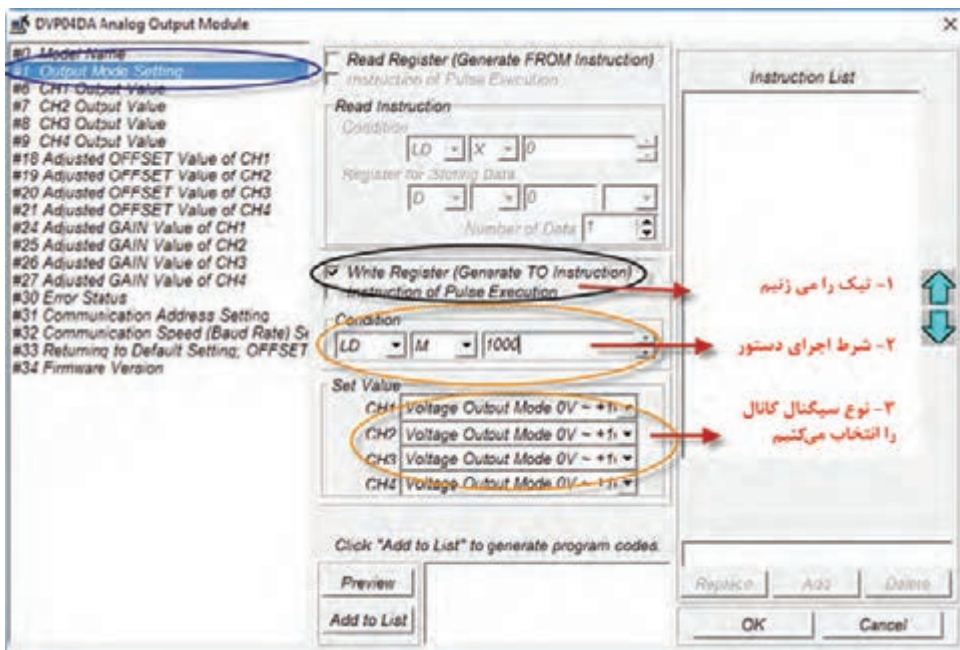 DVP04DA Analog Output Module
#0 Model Name
#1 Output Mode Setting
#6 CH1 Output Value
#7 CH2 Output Value
#8 CH3 Output Value
#9 CH4 Output Value
#18 Adjusted OFFSET Value of CH1
#19 Adjusted OFFSET Value of CH2
#20 Adjusted OFFSET Value of CH3
#21 Adjusted OFFSET Value of CH4
#24 Adjusted GAIN Value of CH1
#25 Adjusted GAIN Value of CH2
#26 Adjusted GAIN Value of CH3
#27 Adjusted GAIN Value of CH4
#30 Error Status
#31 Communication Address Setting
#32 Communication Speed (Baud Rate) Se
#33 Returning to Default Setting; OFFSET
#34 Firmware Version
Read Register (Generate FROM Instruction)
Instruction of Pulse Execution
Read Instruction
Condition
LD X 0
Register for Storing Data
D 0
Number of Data 1
Write Register (Generate TO Instruction)
Instruction of Pulse Execution
Condition
LD M 1000
Set Value
CH1 Voltage Output Mode 0V ~ +1
CH2 Voltage Output Mode 0V ~ +1
CH3 Voltage Output Mode 0V ~ +1
CH4 Voltage Output Mode 0V ~ +1
Click "Add to List" to generate program codes.
Preview
Add to List
Instruction List
۱- تیک را می زنیم
۲- شرط اجرای دستور
۳- نوع سیگنال کانال
را انتخاب می‌کنیم
Replace Add Delete
OK Cancel